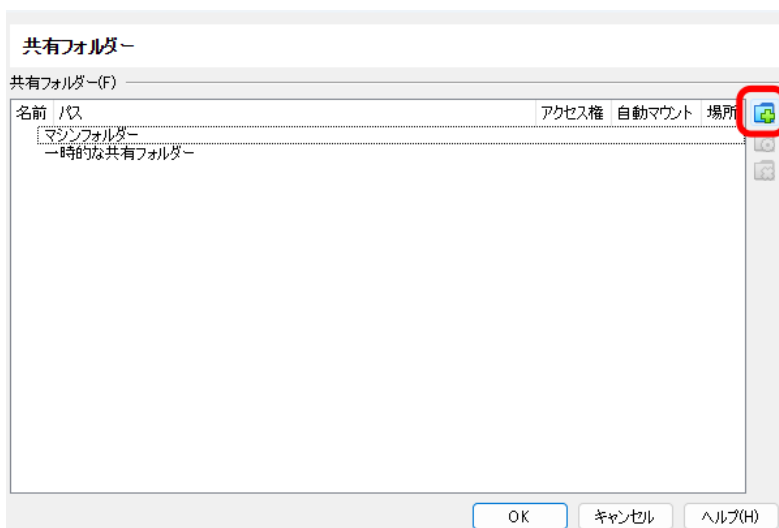 共有フォルダー
共有フォルダー(F)
名前 パス アクセス権 自動マウント 場所
マシンフォルダー
一時的な共有フォルダー
OK キャンセル ヘルプ(H)